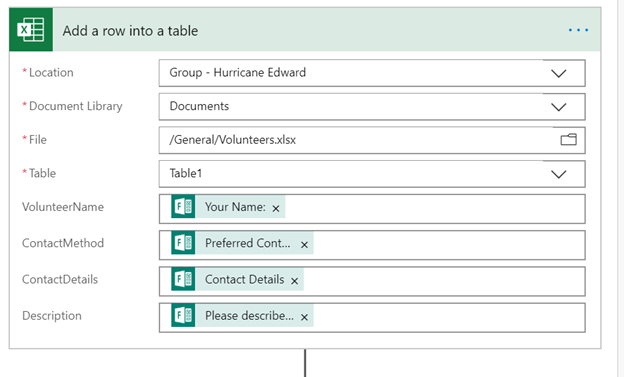 Add a row into a table
* Location Group - Hurricane Edward
* Document Library Documents
* File /General/Volunteers.xlsx
* Table Table1
VolunteerName Your Name: ×
ContactMethod Preferred Cont... ×
ContactDetails Contact Details ×
Description Please describe... ×